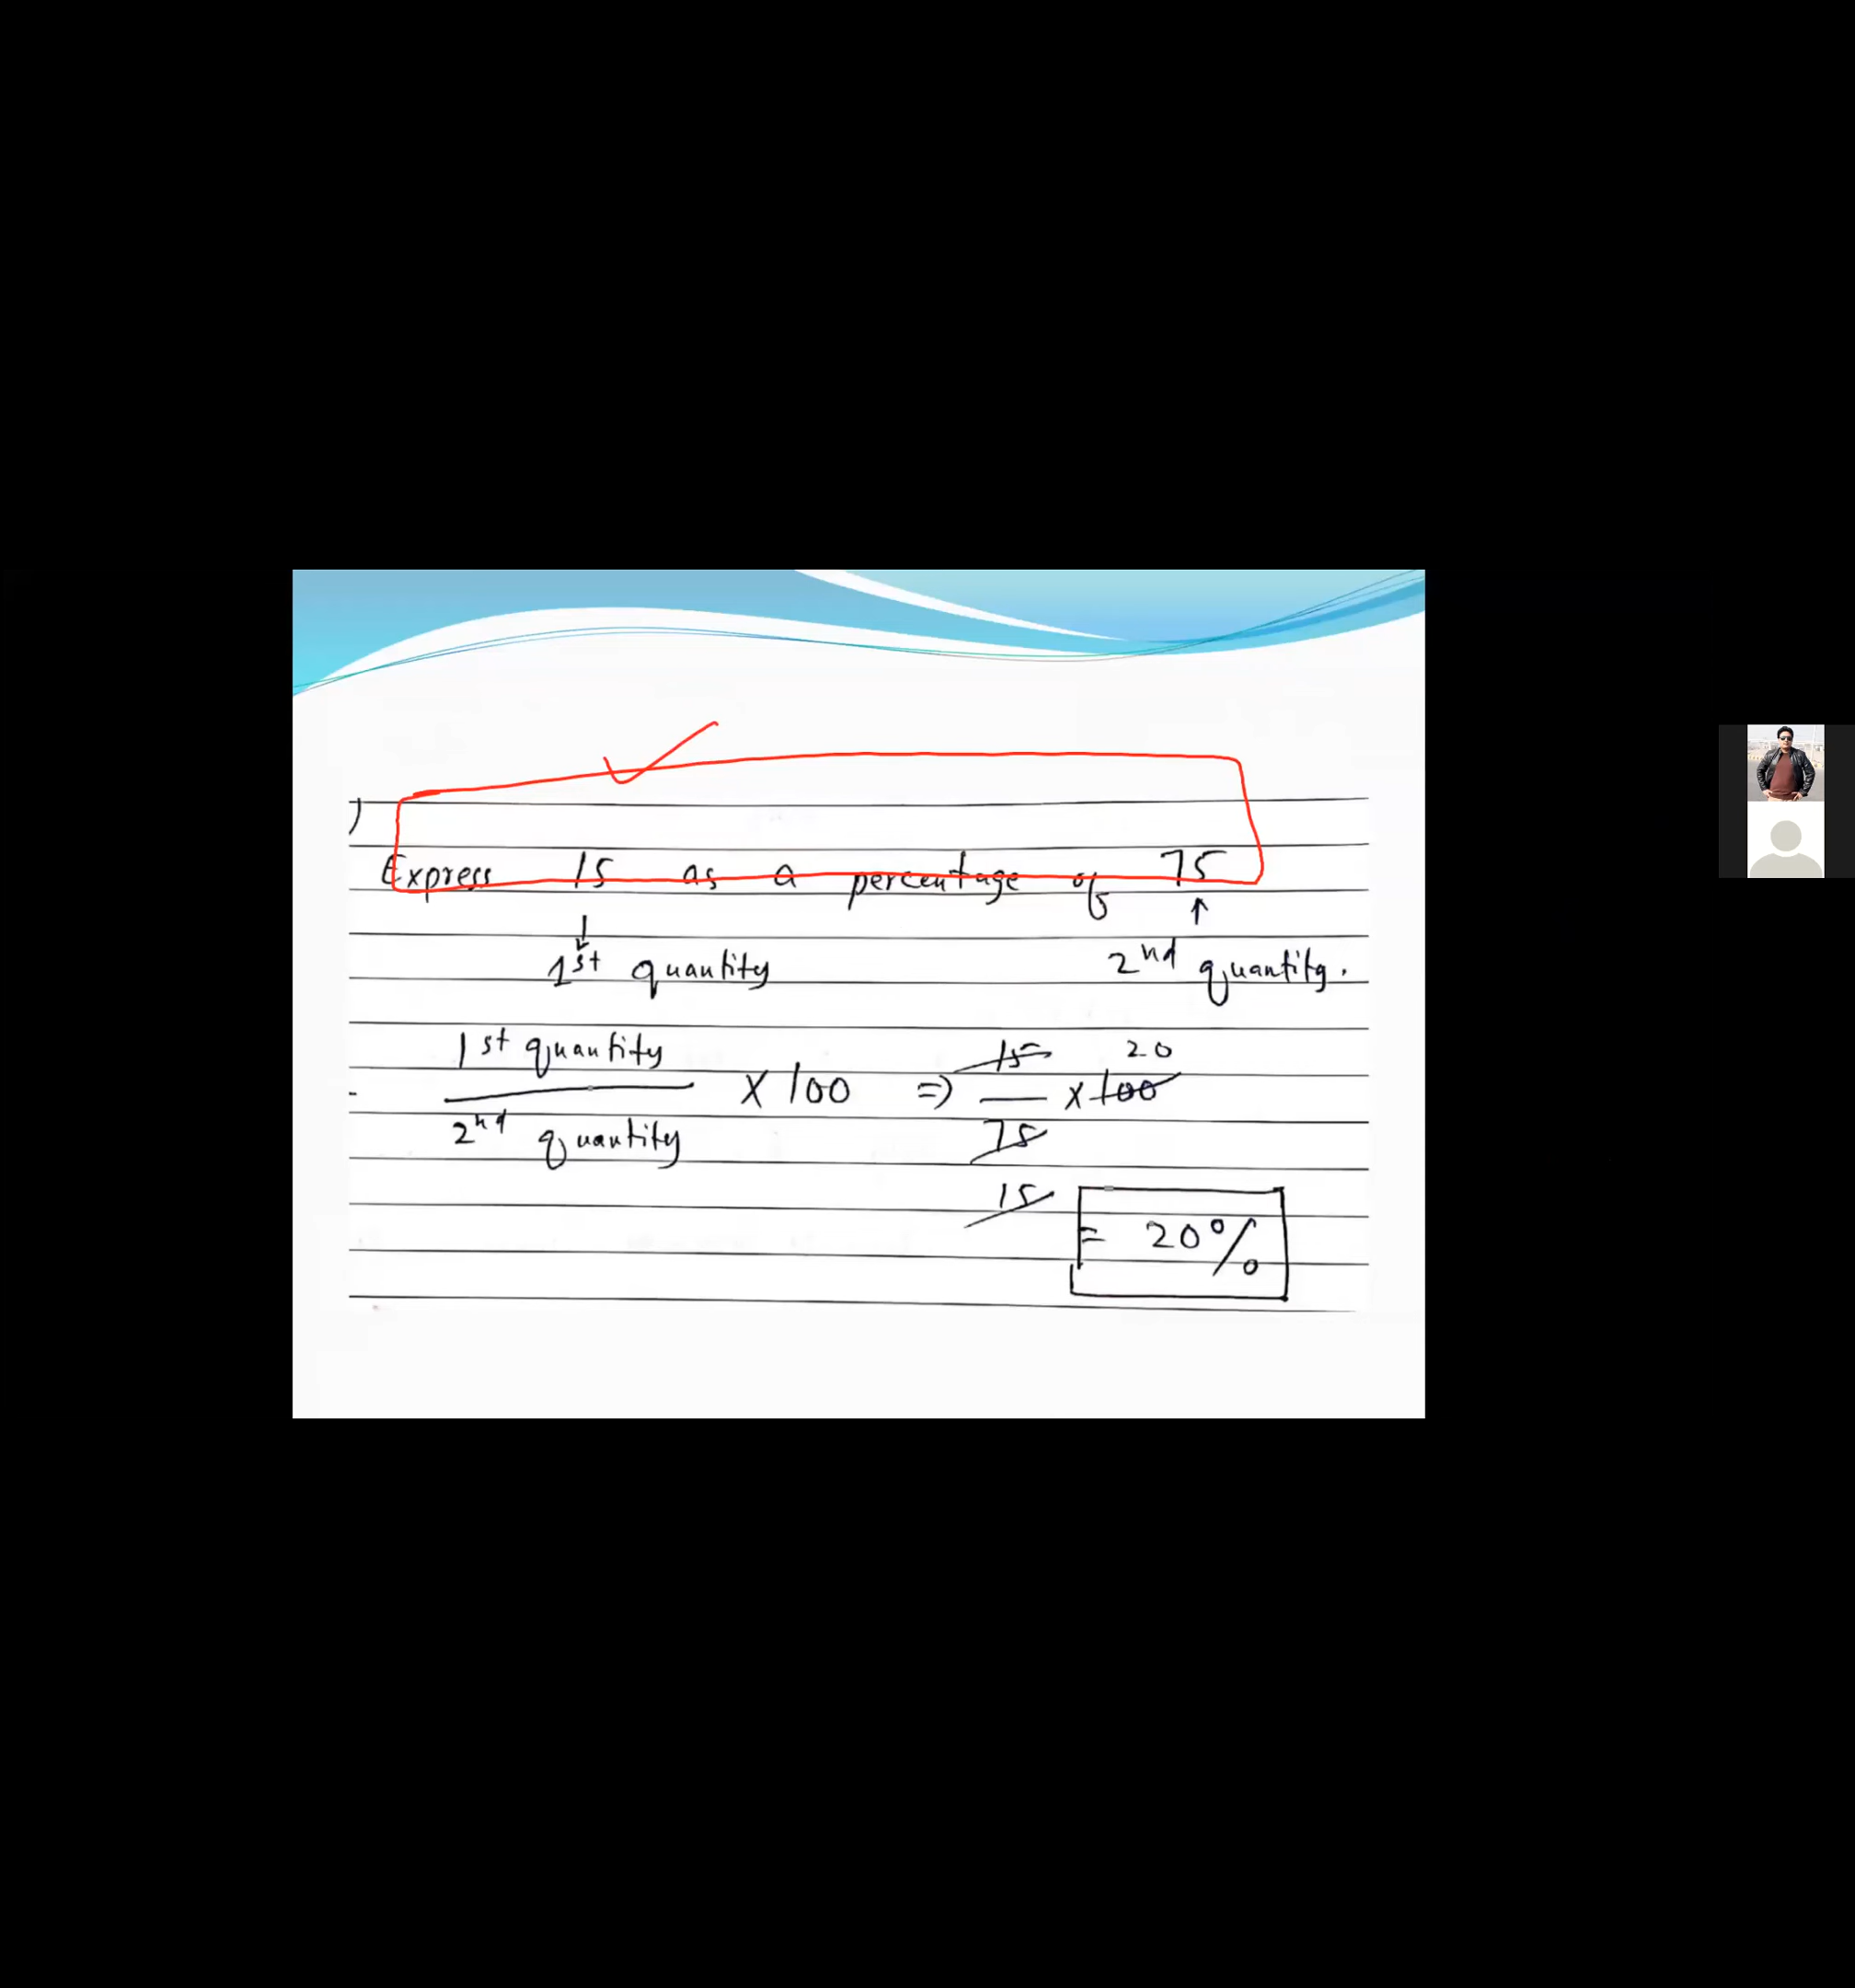 )
Express 15 as a percentage of 75
1st quantity 2nd quantity.
1st quantity / 2nd quantity X 100 => 15 / 75 x 100 20
15
= 20%